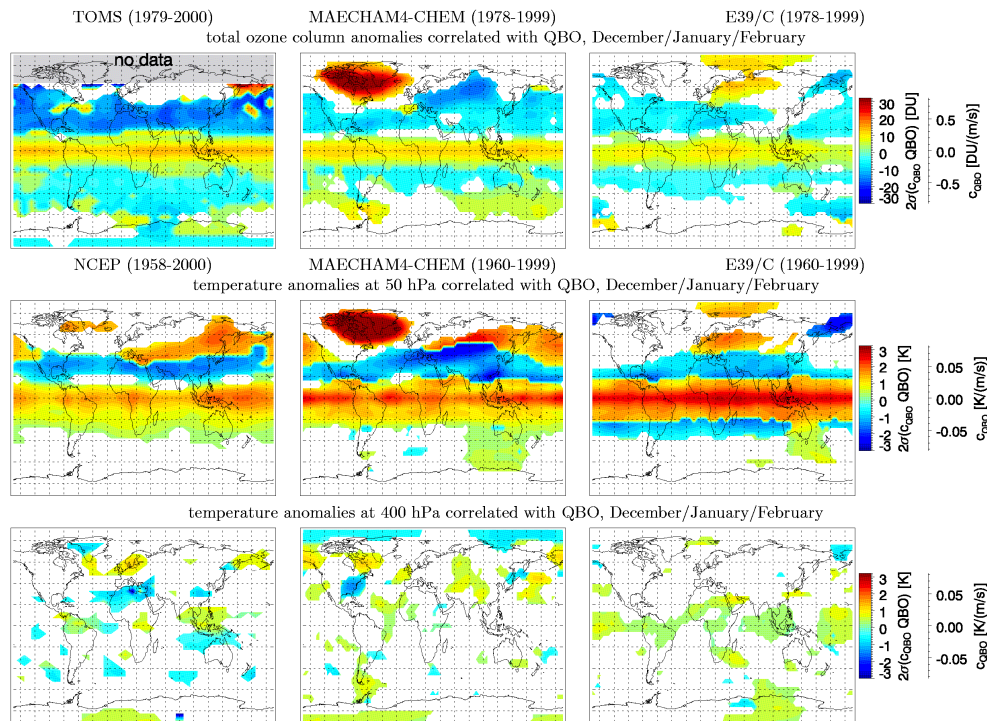 TOMS (1979-2000) MAECHAM4-CHEM (1978-1999) E39/C (1978-1999)
total ozone column anomalies correlated with QBO, December/January/February
no data
30
20
10
0
-10
-20
-30
2σ(cQBO QBO) [DU]
0.5
0.0
-0.5
cQBO [DU/(m/s)]
NCEP (1958-2000) MAECHAM4-CHEM (1960-1999) E39/C (1960-1999)
temperature anomalies at 50 hPa correlated with QBO, December/January/February
3
2
1
0
-1
-2
-3
2σ(cQBO QBO) [K]
0.05
0.00
-0.05
cQBO [K/(m/s)]
temperature anomalies at 400 hPa correlated with QBO, December/January/February
3
2
1
0
-1
-2
-3
2σ(cQBO QBO) [K]
0.05
0.00
-0.05
cQBO [K/(m/s)]